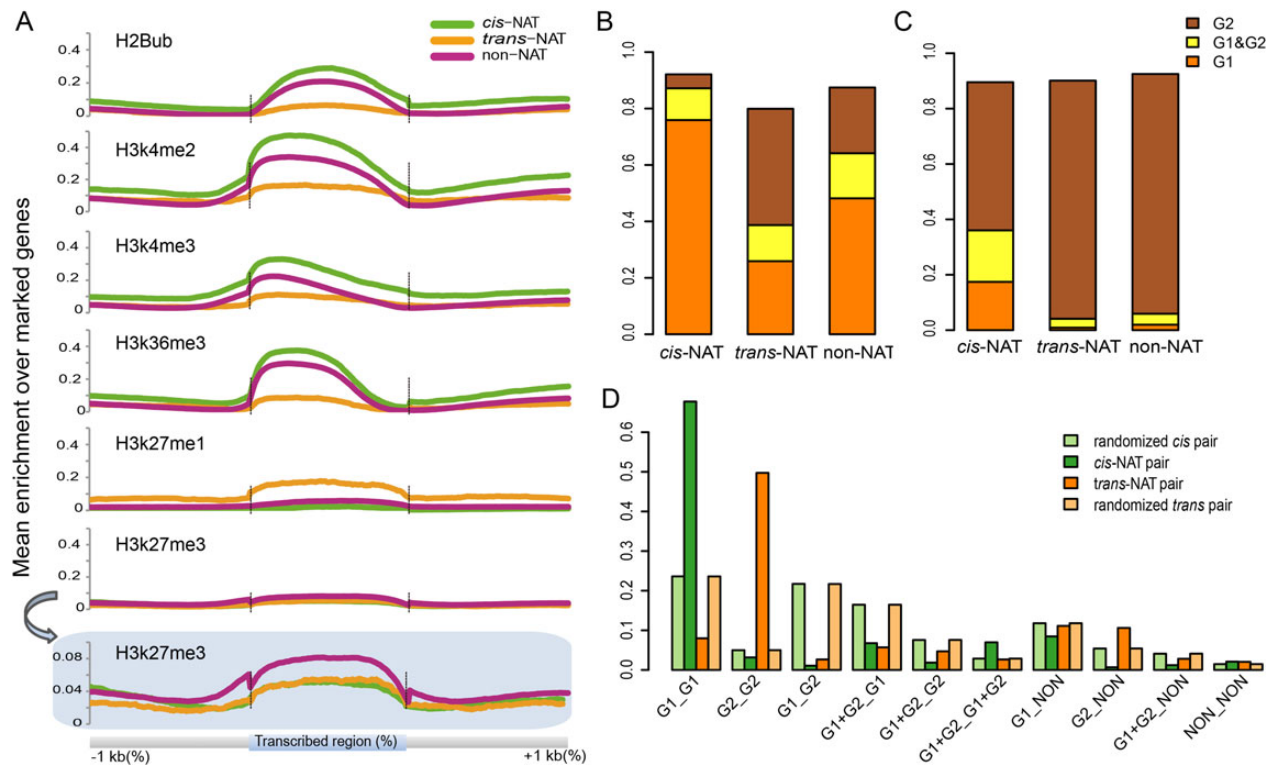 A
Mean enrichment over marked genes
cis-NAT
trans-NAT
non-NAT
H2Bub
0.4
0.2
0
H3k4me2
0.4
0.2
0
H3k4me3
0.4
0.2
0
H3k36me3
0.4
0.2
0
H3k27me1
0.4
0.2
0
H3k27me3
0.4
0.2
0
H3k27me3
0.08
0.04
0
-1 kb(%)
Transcribed region (%)
+1 kb(%)
B
1.0
0.8
0.6
0.4
0.2
0.0
cis-NAT
trans-NAT
non-NAT
C
G2
G1&G2
G1
1.0
0.8
0.6
0.4
0.2
0.0
cis-NAT
trans-NAT
non-NAT
D
randomized cis pair
cis-NAT pair
trans-NAT pair
randomized trans pair
0.6
0.5
0.4
0.3
0.2
0.1
0.0
G1_G1
G2_G2
G1_G2
G1+G2_G1
G1+G2_G2
G1+G2_G1+G2
G1_NON
G2_NON
G1+G2_NON
NON_NON